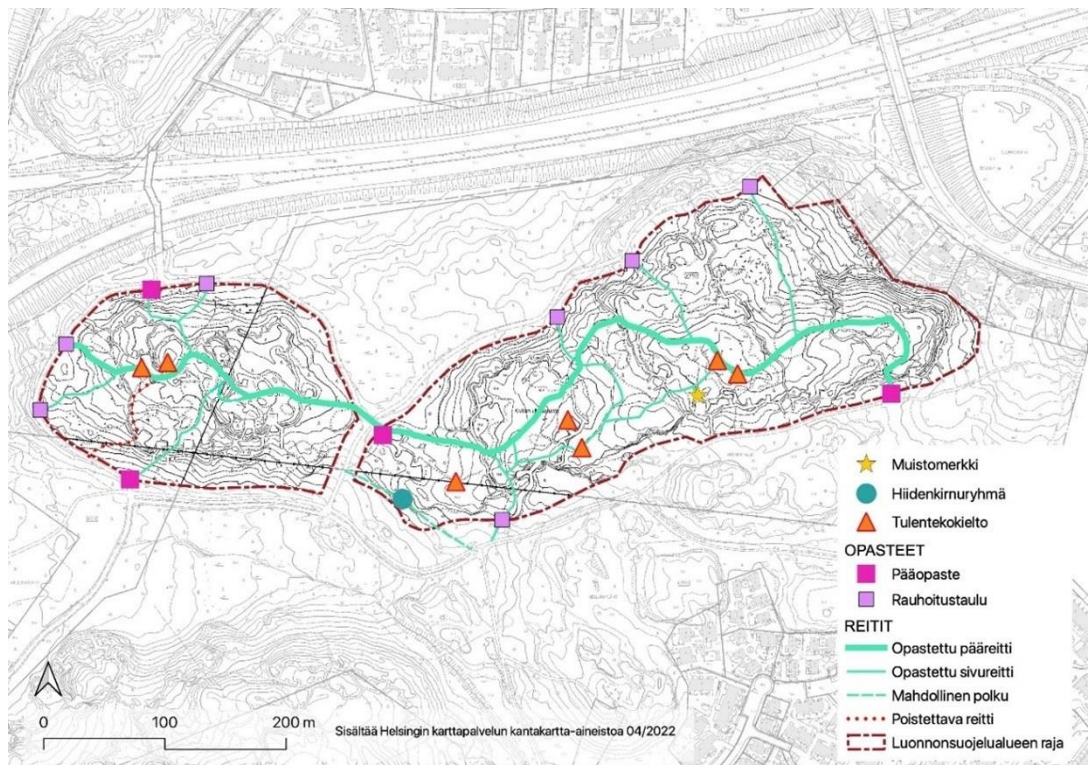 Muistomerkki
Hiidenkirnuryhmä
Tulentekokielto
OPASTEET
Pääopaste
Rauhoitustaulu
REITIT
Opastettu pääreitti
Opastettu sivureitti
Mahdollinen polku
Poistettava reitti
Luonnonsuojelualueen raja
0 100 200 m
Sisältää Helsingin karttapalvelun kantakartta-aineistoa 04/2022